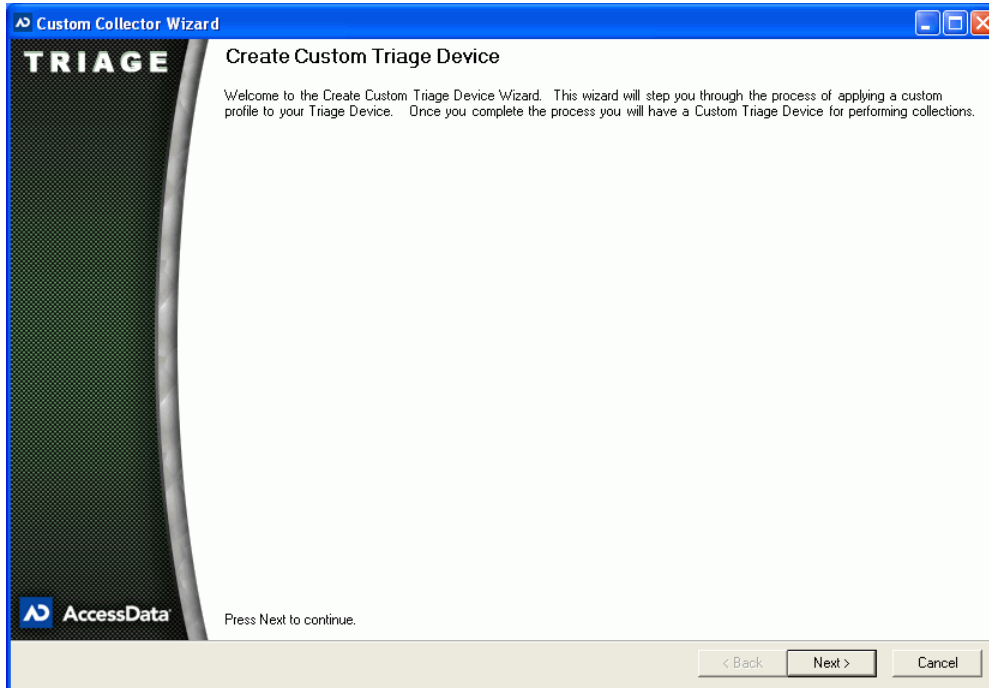 Custom Collector Wizard
TRIAGE
Create Custom Triage Device
Welcome to the Create Custom Triage Device Wizard. This wizard will step you through the process of applying a custom
profile to your Triage Device. Once you complete the process you will have a Custom Triage Device for performing collections.
AccessData
Press Next to continue.
< Back
Next >
Cancel